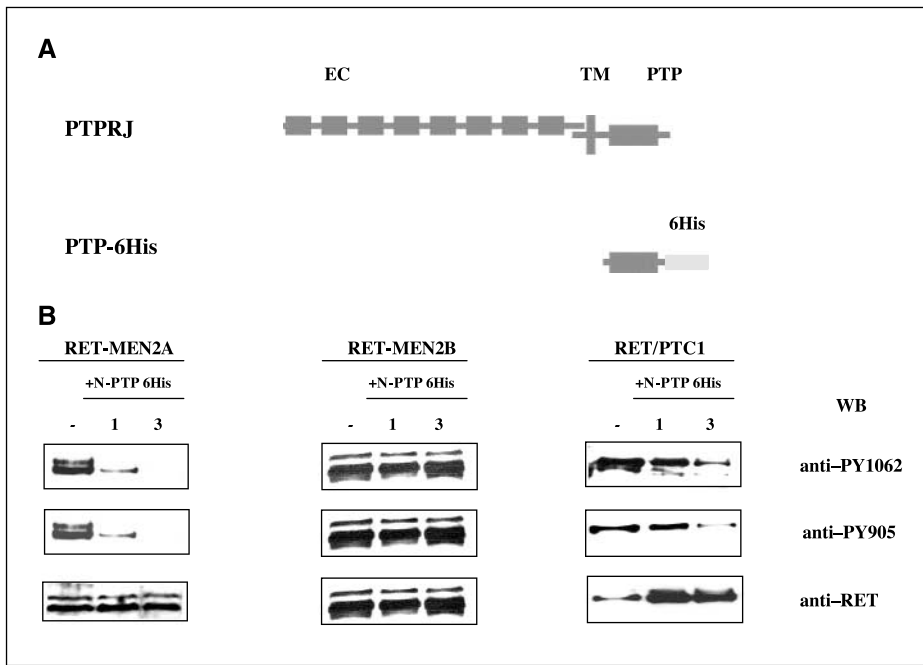 A
EC TM PTP
PTPRJ
6His
PTP-6His
B
RET-MEN2A RET-MEN2B RET/PTC1
+N-PTP 6His +N-PTP 6His +N-PTP 6His
WB
- 1 3 - 1 3 - 1 3
anti–PY1062
anti–PY905
anti–RET